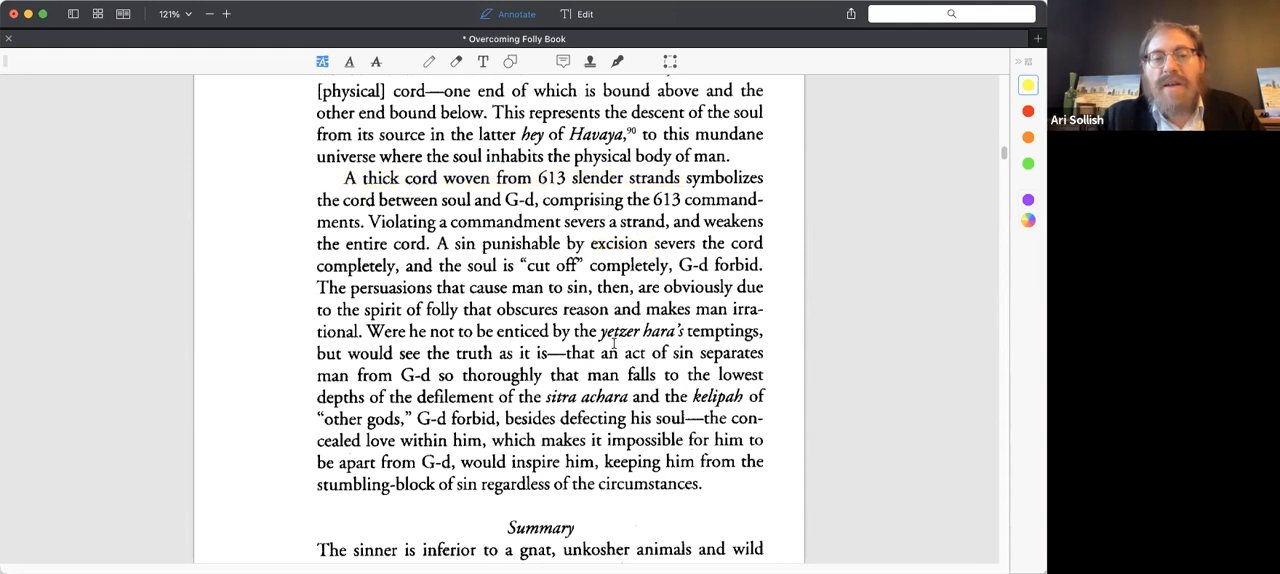 121%
Annotate
Edit
* Overcoming Folly Book
[physical] cord—one end of which is bound above and the
other end bound below. This represents the descent of the soul
from its source in the latter hey of Havaya,⁹⁰ to this mundane
universe where the soul inhabits the physical body of man.
A thick cord woven from 613 slender strands symbolizes
the cord between soul and G-d, comprising the 613 command-
ments. Violating a commandment severs a strand, and weakens
the entire cord. A sin punishable by excision severs the cord
completely, and the soul is “cut off” completely, G-d forbid.
The persuasions that cause man to sin, then, are obviously due
to the spirit of folly that obscures reason and makes man irra-
tional. Were he not to be enticed by the yetzer hara's temptings,
but would see the truth as it is—that an act of sin separates
man from G-d so thoroughly that man falls to the lowest
depths of the defilement of the sitra achara and the kelipah of
“other gods,” G-d forbid, besides defecting his soul—the con-
cealed love within him, which makes it impossible for him to
be apart from G-d, would inspire him, keeping him from the
stumbling-block of sin regardless of the circumstances.
Summary
The sinner is inferior to a gnat, unkosher animals and wild
Ari Sollish